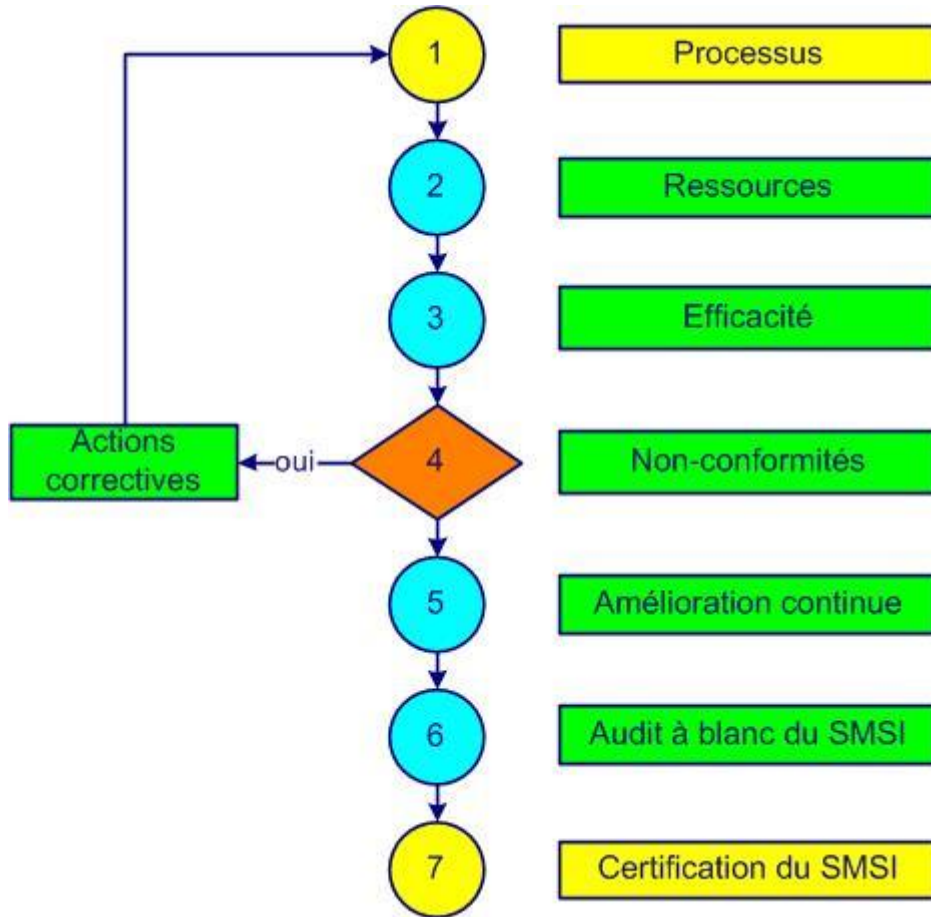 1
Processus
2
Ressources
3
Efficacité
Actions
correctives
oui
4
Non-conformités
5
Amélioration continue
6
Audit à blanc du SMSI
7
Certification du SMSI